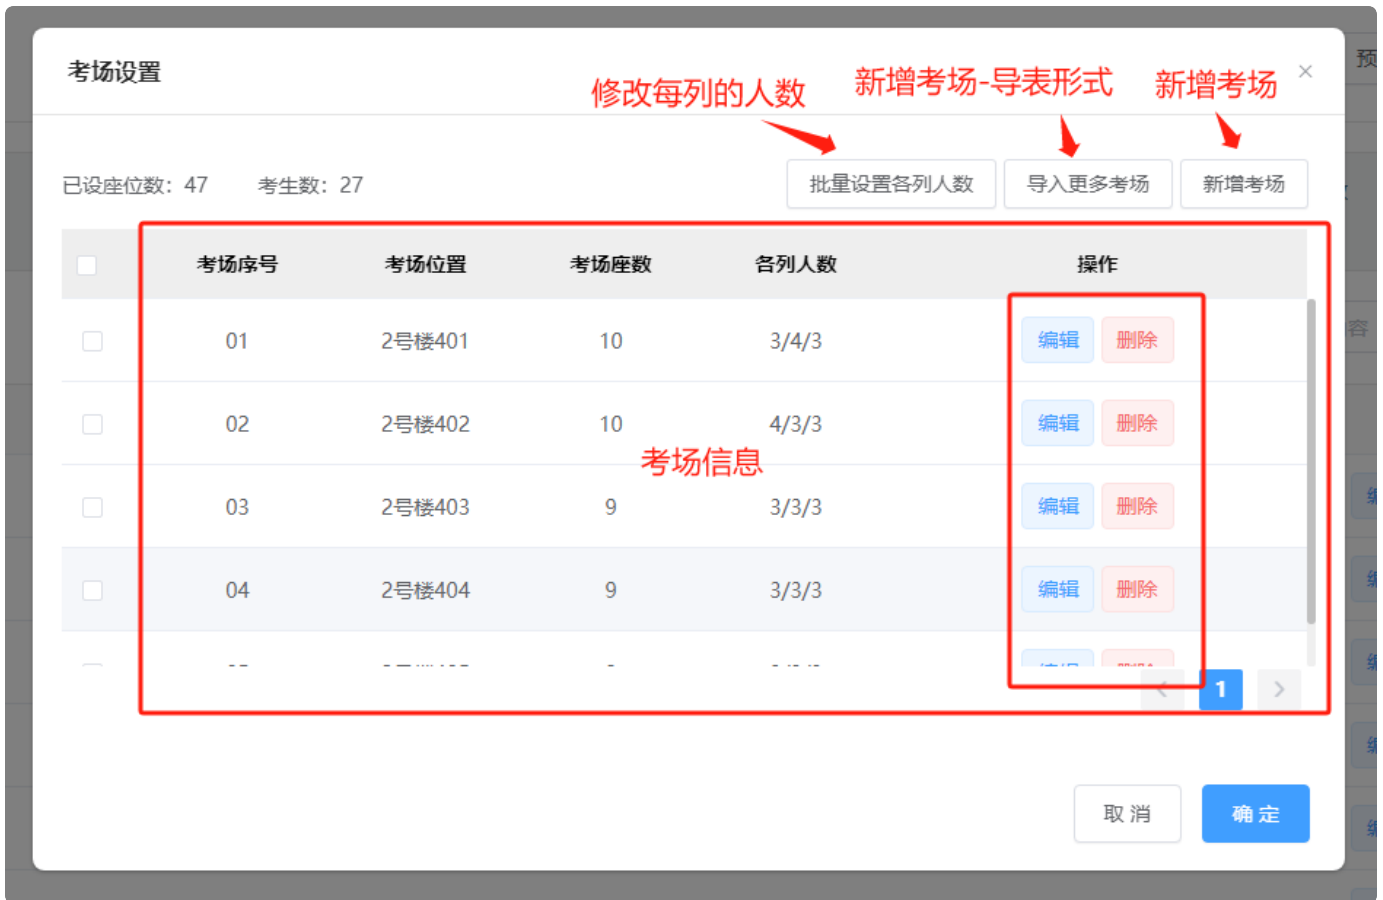 考场设置
修改每列的人数
新增考场-导表形式
新增考场
预
已设座位数：47 考生数：27
批量设置各列人数 导入更多考场 新增考场
考场序号 考场位置 考场座数 各列人数 操作
01 2号楼401 10 3/4/3 编辑 删除
容
02 2号楼402 10 4/3/3 编辑 删除
考场信息
03 2号楼403 9 3/3/3 编辑 删除
04 2号楼404 9 3/3/3 编辑 删除
编辑 删除
1
取消 确定